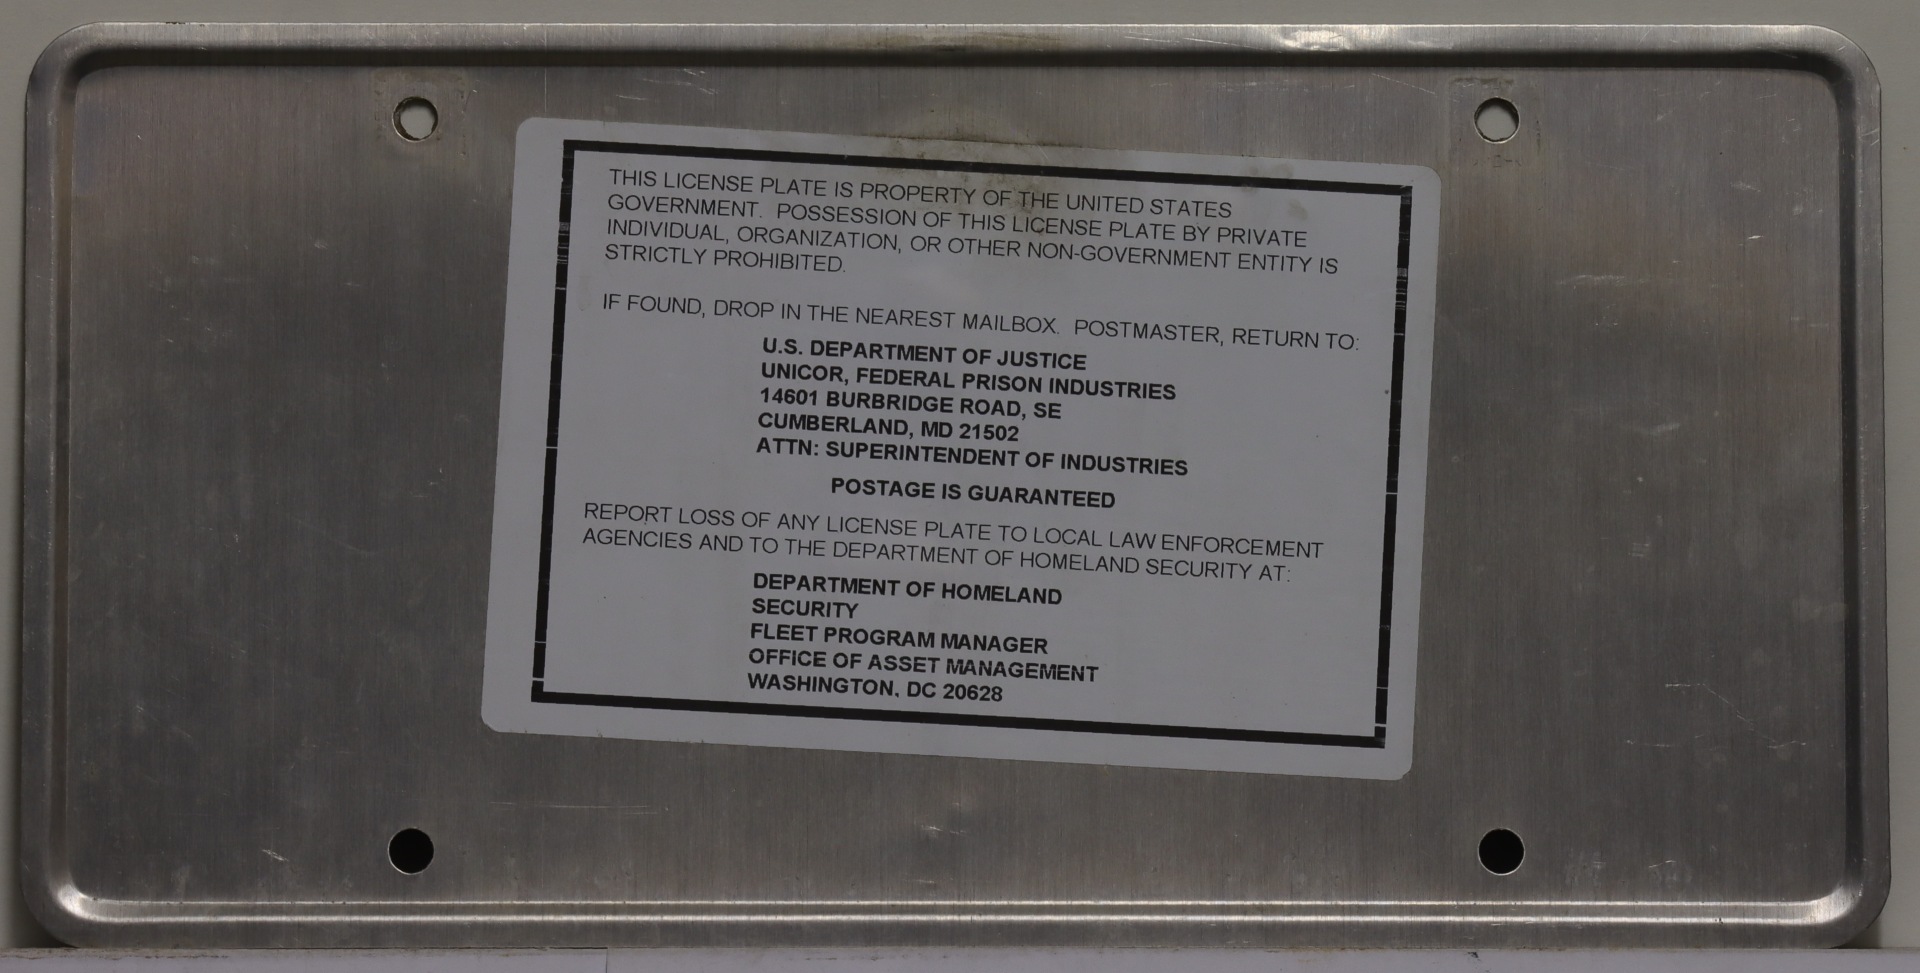 THIS LICENSE PLATE IS PROPERTY OF THE UNITED STATES
GOVERNMENT. POSSESSION OF THIS LICENSE PLATE BY PRIVATE
INDIVIDUAL, ORGANIZATION, OR OTHER NON-GOVERNMENT ENTITY IS
STRICTLY PROHIBITED.
IF FOUND, DROP IN THE NEAREST MAILBOX. POSTMASTER, RETURN TO:
U.S. DEPARTMENT OF JUSTICE
UNICOR, FEDERAL PRISON INDUSTRIES
14601 BURBRIDGE ROAD, SE
CUMBERLAND, MD 21502
ATTN: SUPERINTENDENT OF INDUSTRIES
POSTAGE IS GUARANTEED
REPORT LOSS OF ANY LICENSE PLATE TO LOCAL LAW ENFORCEMENT
AGENCIES AND TO THE DEPARTMENT OF HOMELAND SECURITY AT:
DEPARTMENT OF HOMELAND
SECURITY
FLEET PROGRAM MANAGER
OFFICE OF ASSET MANAGEMENT
WASHINGTON, DC 20628